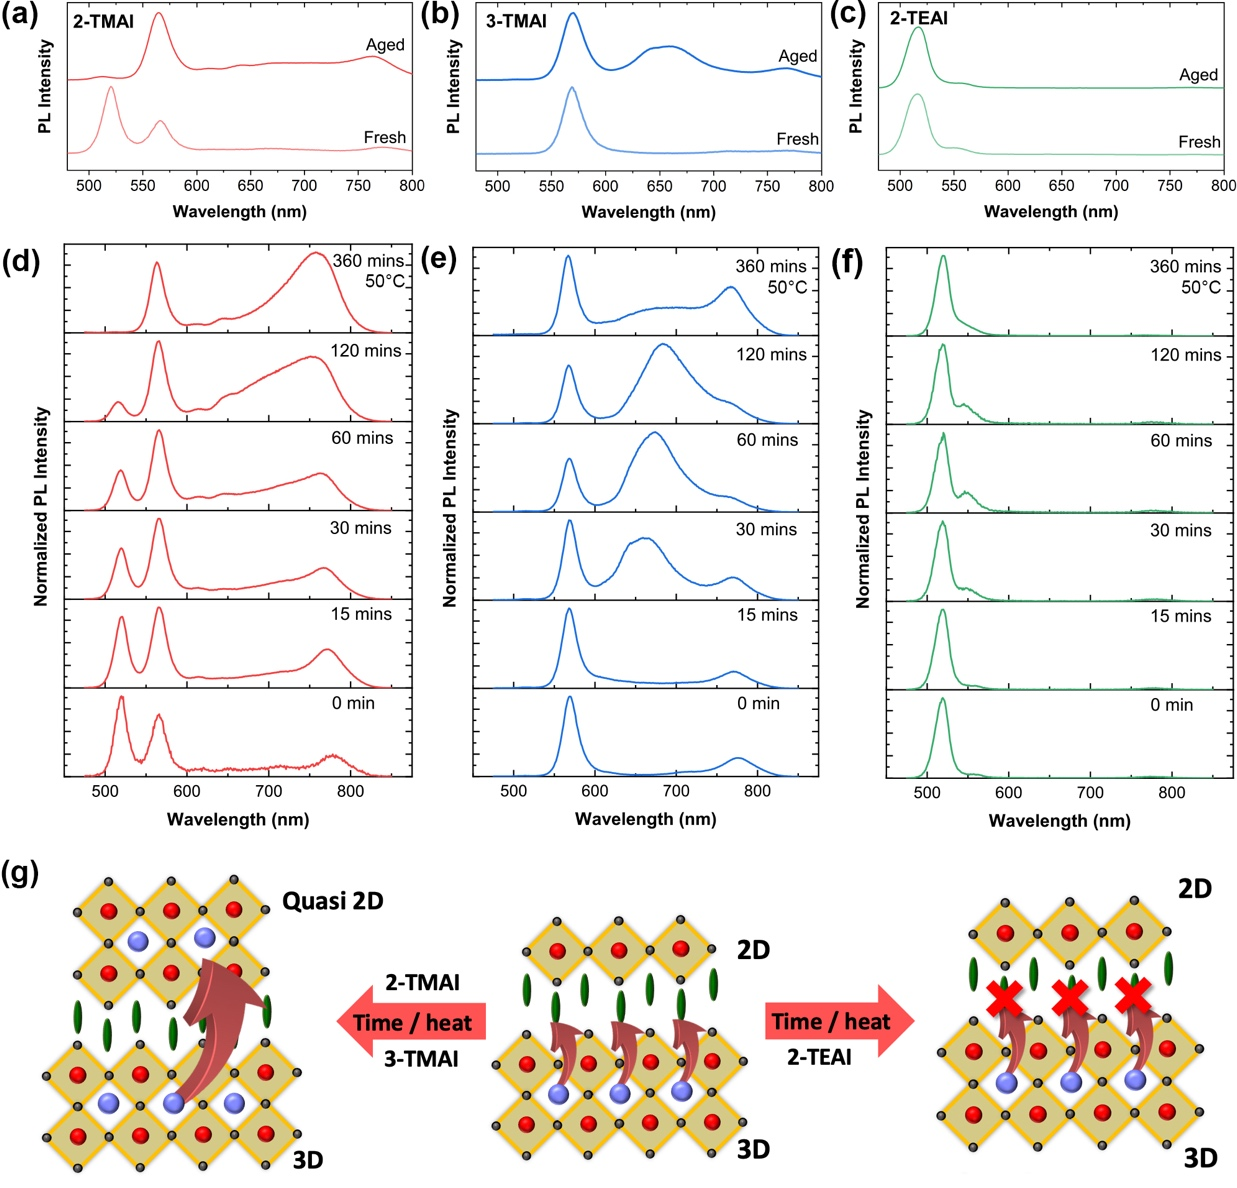 (a)
2-TMAI
Aged
Fresh
PL Intensity
500 550 600 650 700 750 800
Wavelength (nm)
(b)
3-TMAI
Aged
Fresh
PL Intensity
500 550 600 650 700 750 800
Wavelength (nm)
(c)
2-TEAI
Aged
Fresh
PL Intensity
500 550 600 650 700 750 800
Wavelength (nm)
(d)
360 mins
50°C
120 mins
60 mins
30 mins
15 mins
0 min
Normalized PL Intensity
500 600 700 800
Wavelength (nm)
(e)
360 mins
50°C
120 mins
60 mins
30 mins
15 mins
0 min
Normalized PL Intensity
500 600 700 800
Wavelength (nm)
(f)
360 mins
50°C
120 mins
60 mins
30 mins
15 mins
0 min
Normalized PL Intensity
500 600 700 800
Wavelength (nm)
(g)
Quasi 2D
3D
2-TMAI
Time / heat
3-TMAI
2D
3D
Time / heat
2-TEAI
2D
3D